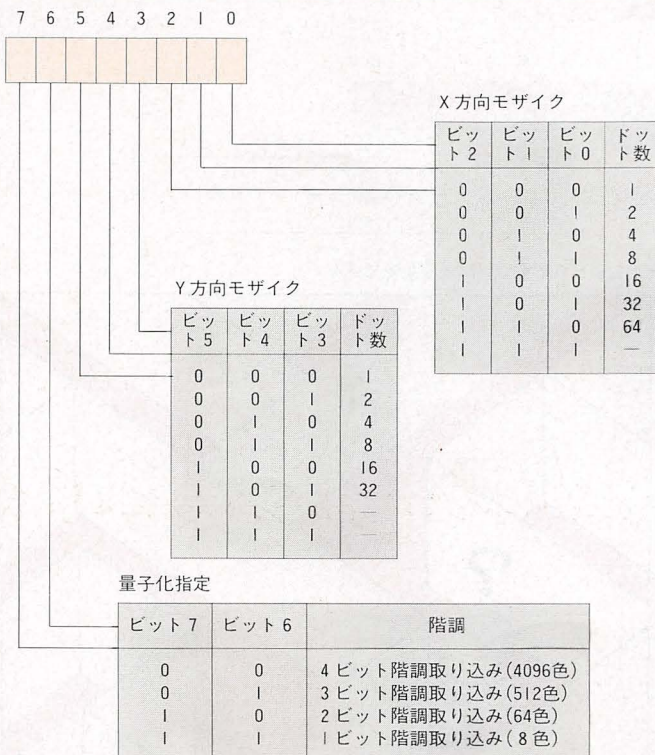 7 6 5 4 3 2 1 0
X方向モザイク
ビット2 ビット1 ビット0 ドット数
0 0 0 1
0 0 1 2
0 1 0 4
0 1 1 8
1 0 0 16
1 0 1 32
1 1 0 64
1 1 1 —
Y方向モザイク
ビット5 ビット4 ビット3 ドット数
0 0 0 1
0 0 1 2
0 1 0 4
0 1 1 8
1 0 0 16
1 0 1 32
1 1 0 —
1 1 1 —
量子化指定
ビット7 ビット6 階調
0 0 4ビット階調取り込み(4096色)
0 1 3ビット階調取り込み(512色)
1 0 2ビット階調取り込み(64色)
1 1 1ビット階調取り込み(8色)